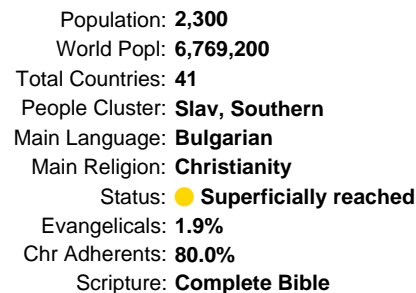 Population: 2,300
World Popl: 6,769,200
Total Countries: 41
People Cluster: Slav, Southern
Main Language: Bulgarian
Main Religion: Christianity
Status: Superficially reached
Evangelicals: 1.9%
Chr Adherents: 80.0%
Scripture: Complete Bible